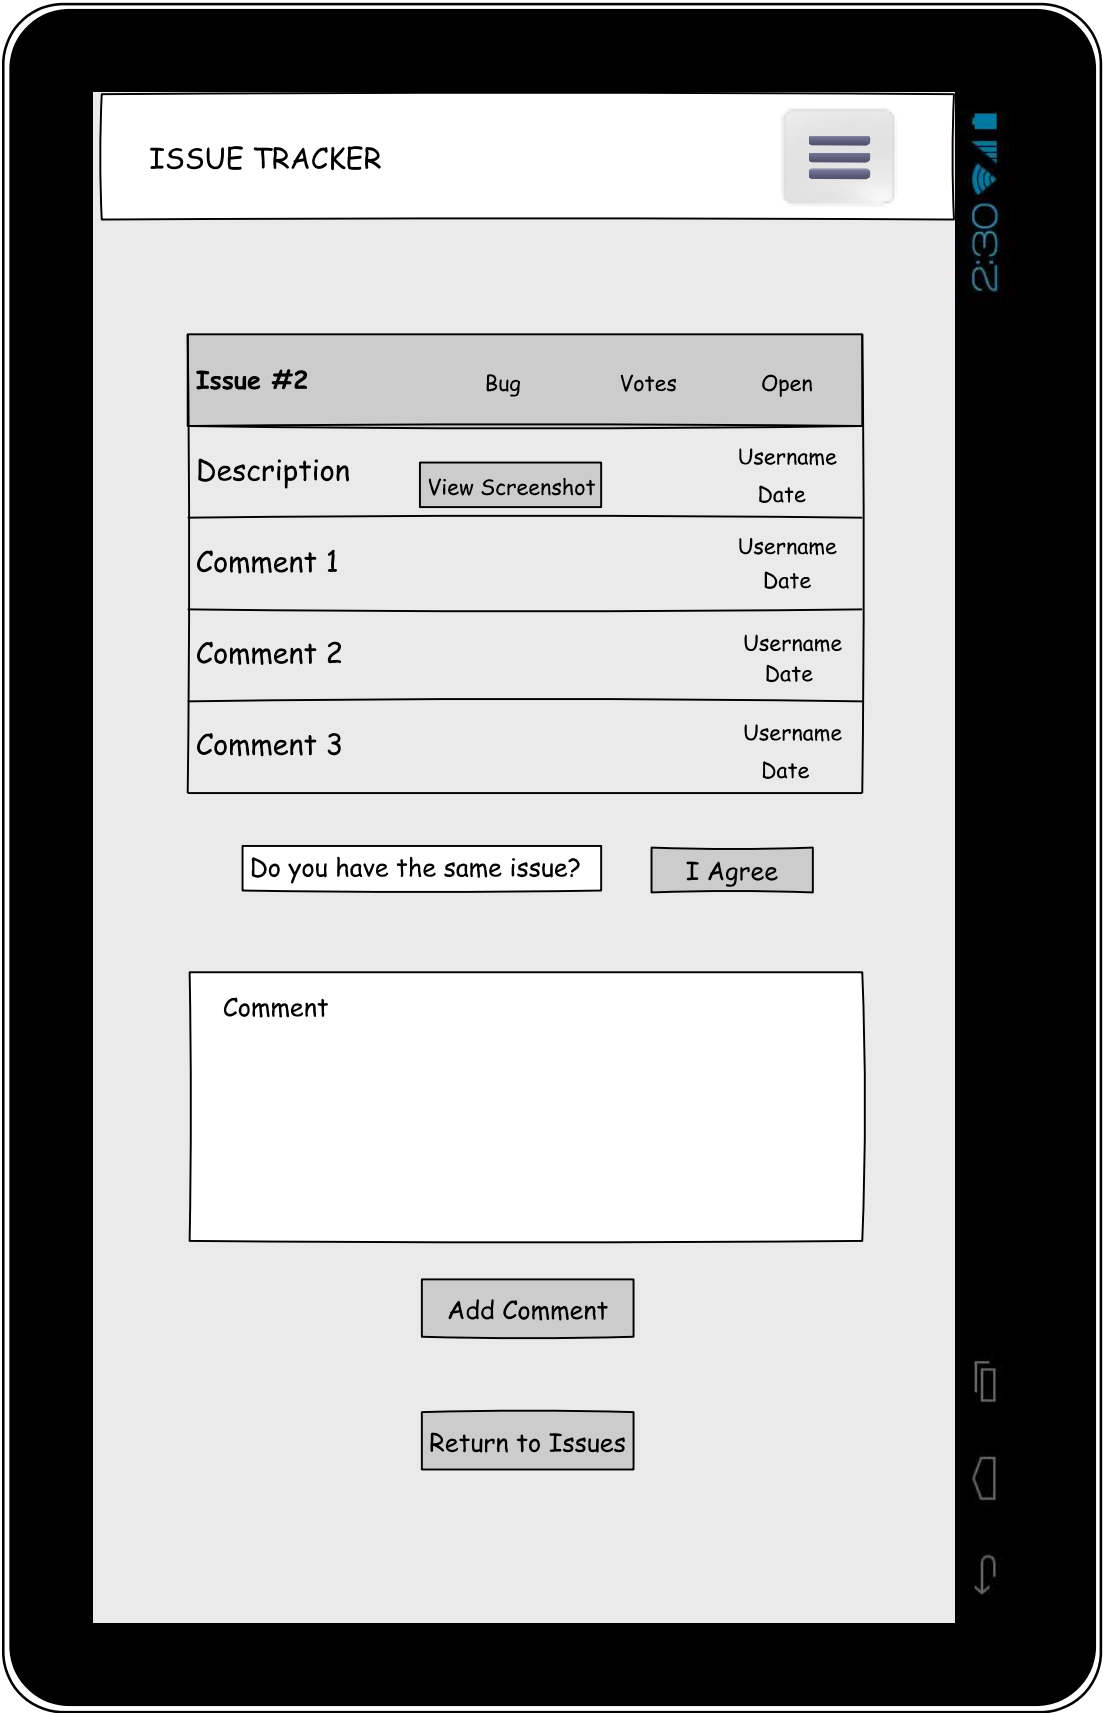 ISSUE TRACKER
2:30
Issue #2 Bug Votes Open
Description View Screenshot Username
Date
Comment 1 Username
Date
Comment 2 Username
Date
Comment 3 Username
Date
Do you have the same issue? I Agree
Comment
Add Comment
Return to Issues